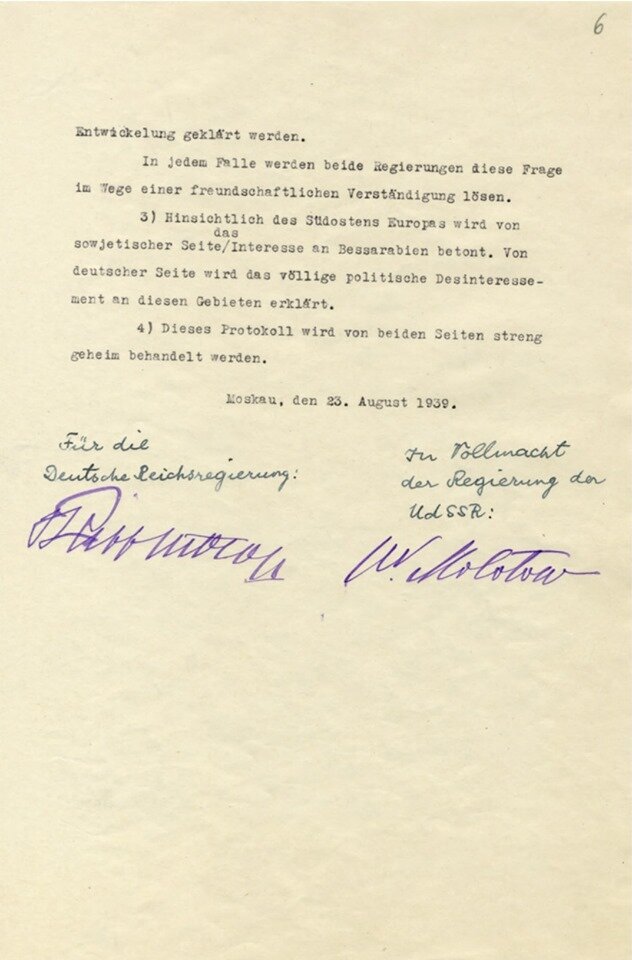 6
Entwickelung geklärt werden.
In jedem Falle werden beide Regierungen diese Frage
im Wege einer freundschaftlichen Verständigung lösen.
3) Hinsichtlich des Südostens Europas wird von
das
sowjetischer Seite/Interesse an Bessarabien betont. Von
deutscher Seite wird das völlige politische Desinteresse-
ment an diesen Gebieten erklärt.
4) Dieses Protokoll wird von beiden Seiten streng
geheim behandelt werden.
Moskau, den 23. August 1939.
Für die
Deutsche Reichsregierung:
In Vollmacht
der Regierung der
UdSSR:
Ribbentrop
W. Molotow